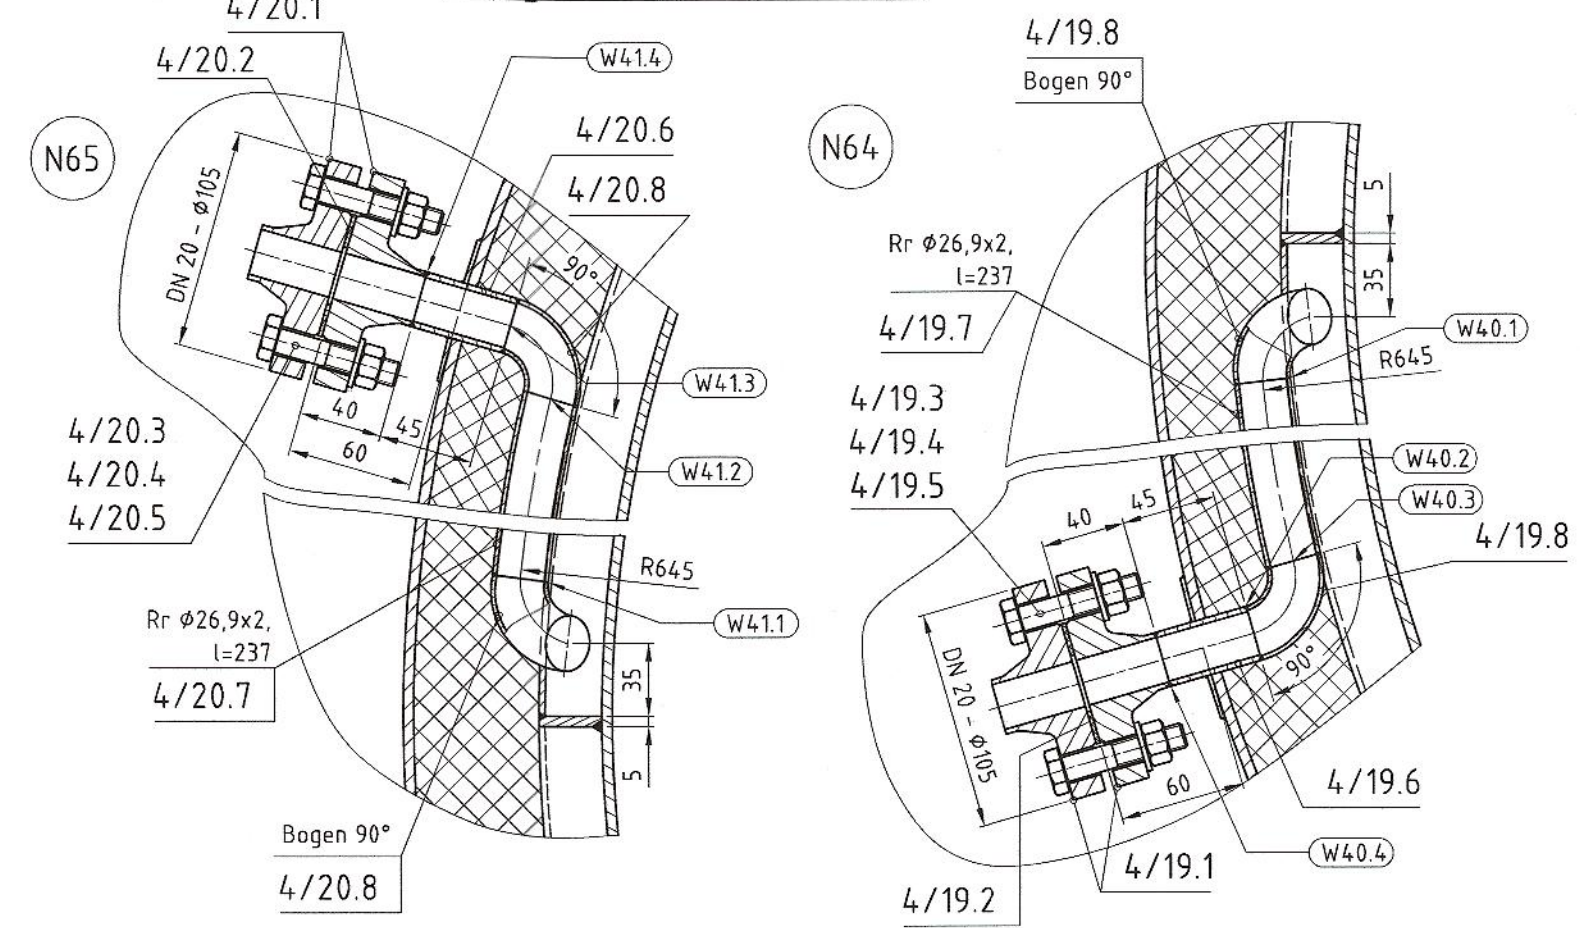 4/20.1
4/20.2
W41.4
N65
4/20.6
4/20.8
DN 20 - Ø105
90°
W41.3
40
45
60
4/20.3
4/20.4
4/20.5
W41.2
R645
W41.1
Rr Ø26,9x2,
l=237
4/20.7
35
5
Bogen 90°
4/20.8
4/19.8
Bogen 90°
N64
5
Rr Ø26,9x2,
l=237
4/19.7
35
W40.1
R645
4/19.3
4/19.4
4/19.5
W40.2
W40.3
40
45
4/19.8
DN 20 - Ø105
90°
60
4/19.6
W40.4
4/19.1
4/19.2